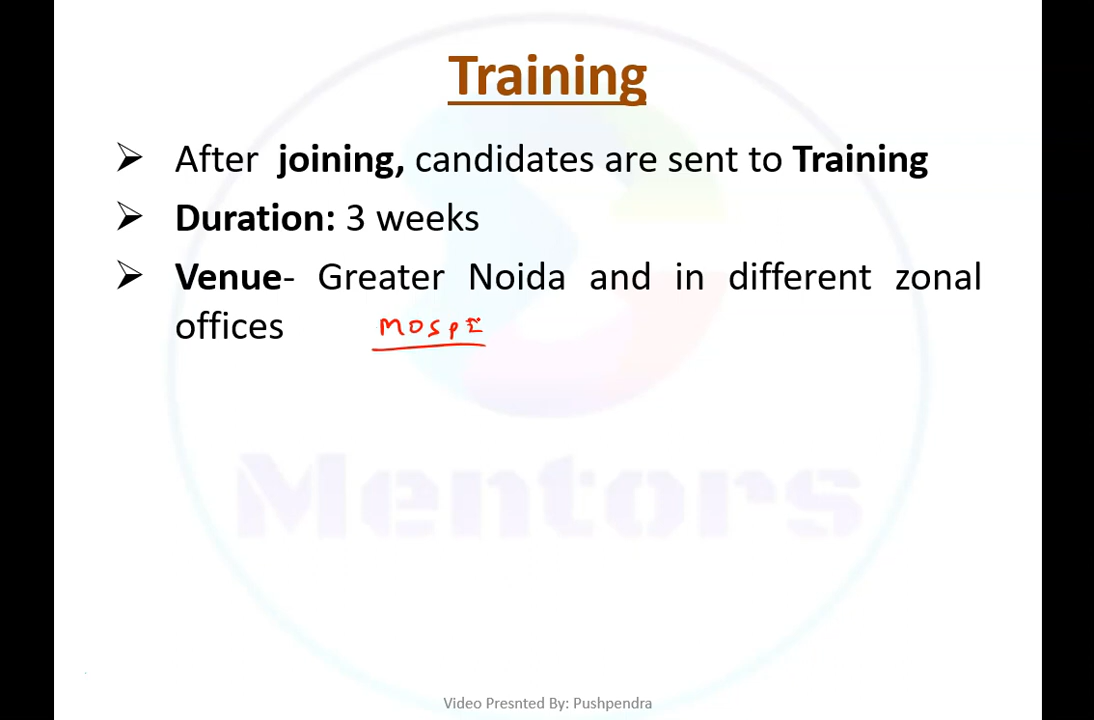 Training
➢ After joining, candidates are sent to Training
➢ Duration: 3 weeks
➢ Venue- Greater Noida and in different zonal
offices MOSPI
Mentors
Video Presnted By: Pushpendra